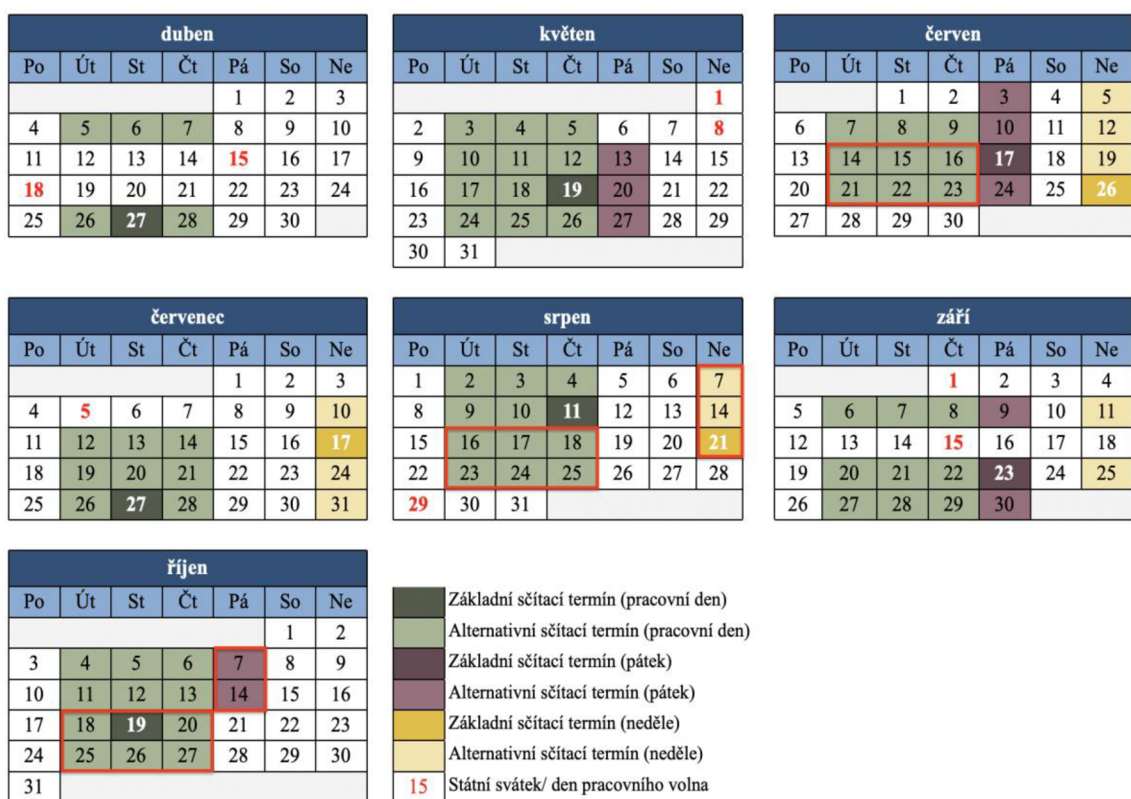 duben
Po Út St Čt Pá So Ne
1 2 3
4 5 6 7 8 9 10
11 12 13 14 15 16 17
18 19 20 21 22 23 24
25 26 27 28 29 30
květen
Po Út St Čt Pá So Ne
1
2 3 4 5 6 7 8
9 10 11 12 13 14 15
16 17 18 19 20 21 22
23 24 25 26 27 28 29
30 31
červen
Po Út St Čt Pá So Ne
1 2 3 4 5
6 7 8 9 10 11 12
13 14 15 16 17 18 19
20 21 22 23 24 25 26
27 28 29 30
červenec
Po Út St Čt Pá So Ne
1 2 3
4 5 6 7 8 9 10
11 12 13 14 15 16 17
18 19 20 21 22 23 24
25 26 27 28 29 30 31
srpen
Po Út St Čt Pá So Ne
1 2 3 4 5 6 7
8 9 10 11 12 13 14
15 16 17 18 19 20 21
22 23 24 25 26 27 28
29 30 31
září
Po Út St Čt Pá So Ne
1 2 3 4
5 6 7 8 9 10 11
12 13 14 15 16 17 18
19 20 21 22 23 24 25
26 27 28 29 30
říjen
Po Út St Čt Pá So Ne
1 2
3 4 5 6 7 8 9
10 11 12 13 14 15 16
17 18 19 20 21 22 23
24 25 26 27 28 29 30
31
Základní sčítací termín (pracovní den)
Alternativní sčítací termín (pracovní den)
Základní sčítací termín (pátek)
Alternativní sčítací termín (pátek)
Základní sčítací termín (neděle)
Alternativní sčítací termín (neděle)
15 Státní svátek/ den pracovního volna